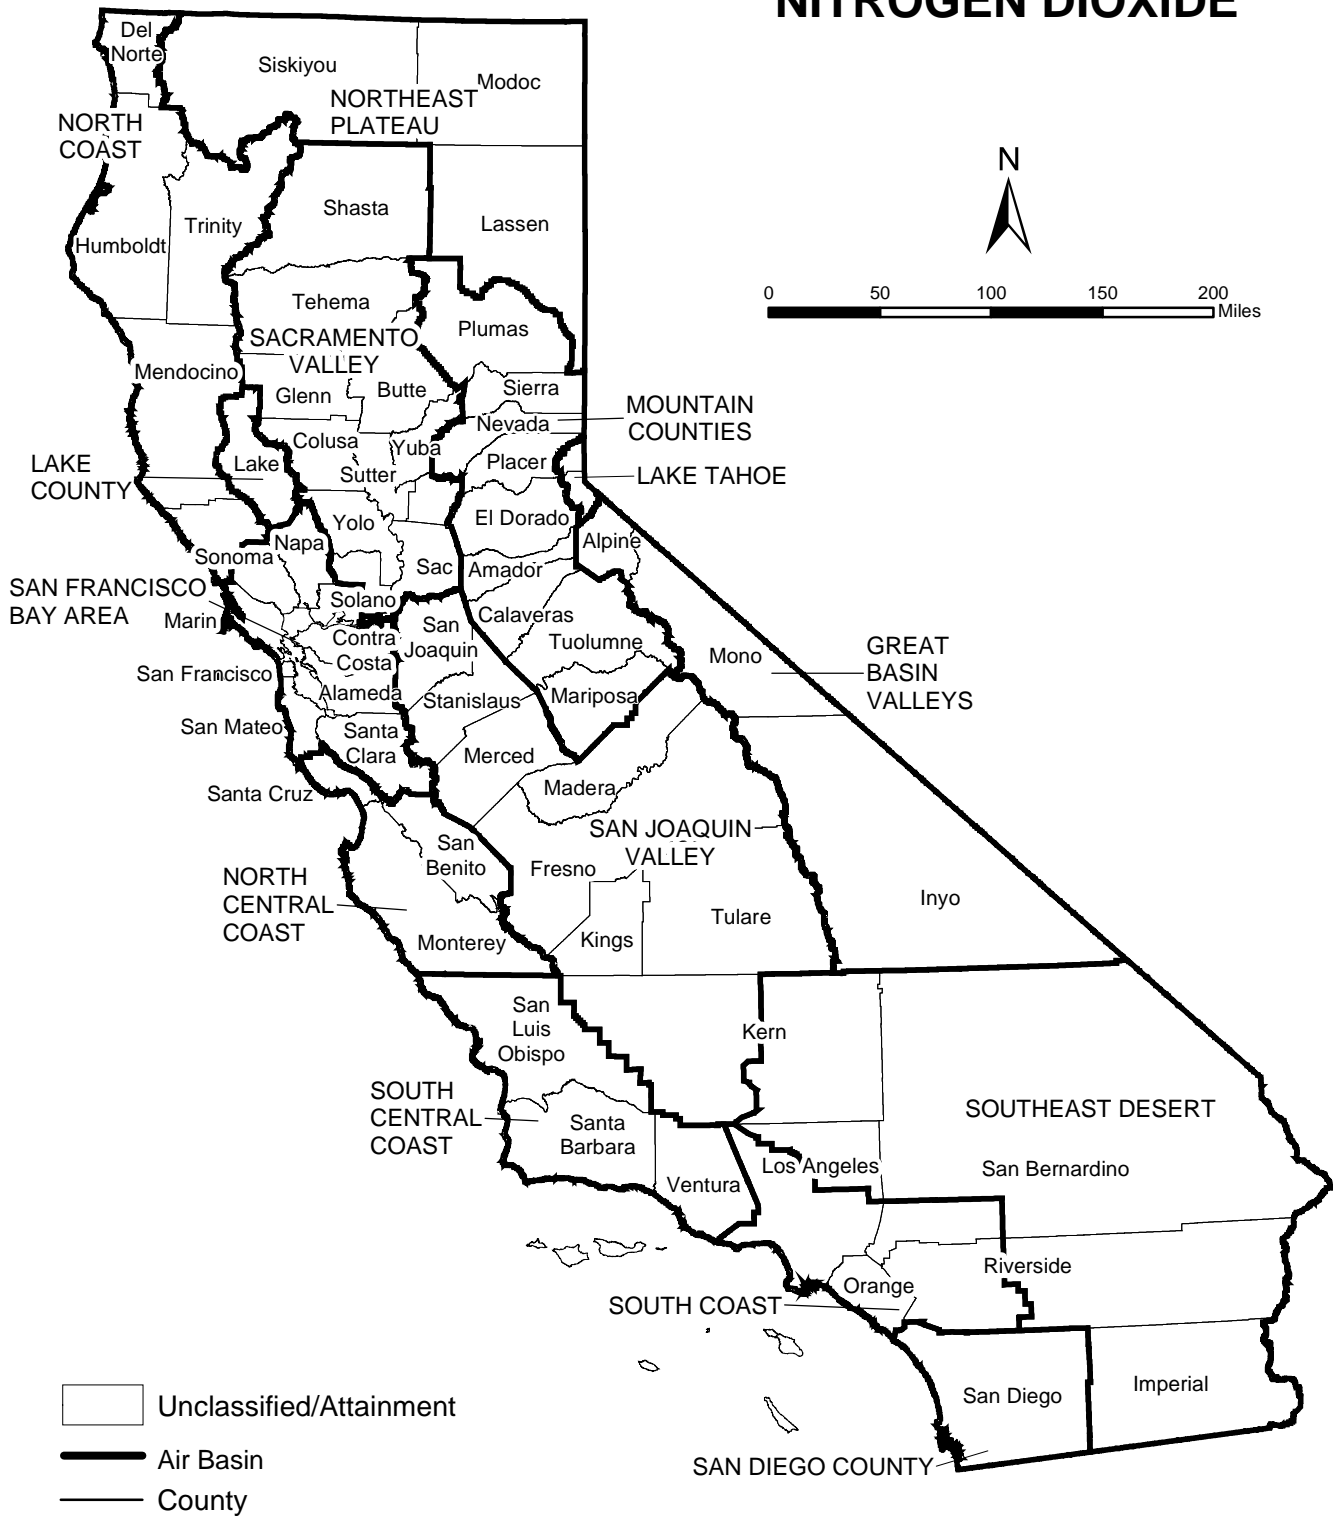 NITROGEN DIOXIDE
Del
Norte
Siskiyou
Modoc
NORTHEAST
PLATEAU
NORTH
COAST
N
Shasta
Trinity
Lassen
Humboldt
0 50 100 150 200
Miles
Tehema
SACRAMENTO
VALLEY
Plumas
Mendocino
Glenn
Butte
Sierra
MOUNTAIN
COUNTIES
Nevada
Colusa
Yuba
LAKE
COUNTY
Lake
Sutter
Placer
LAKE TAHOE
Yolo
El Dorado
Napa
Alpine
Sonoma
Sac
Amador
SAN FRANCISCO
BAY AREA
Solano
Marin
Calaveras
Contra
Costa
San
Joaquin
Tuolumne
Mono
GREAT
BASIN
VALLEYS
San Francisco
Alameda
Stanislaus
Mariposa
San Mateo
Santa
Clara
Merced
Santa Cruz
Madera
SAN JOAQUIN
VALLEY
San
Benito
Fresno
NORTH
CENTRAL
COAST
Inyo
Tulare
Monterey
Kings
San
Luis
Obispo
Kern
SOUTH
CENTRAL
COAST
SOUTHEAST DESERT
Santa
Barbara
Los Angeles
San Bernardino
Ventura
Riverside
Orange
SOUTH COAST
Imperial
San Diego
SAN DIEGO COUNTY
Unclassified/Attainment
Air Basin
County